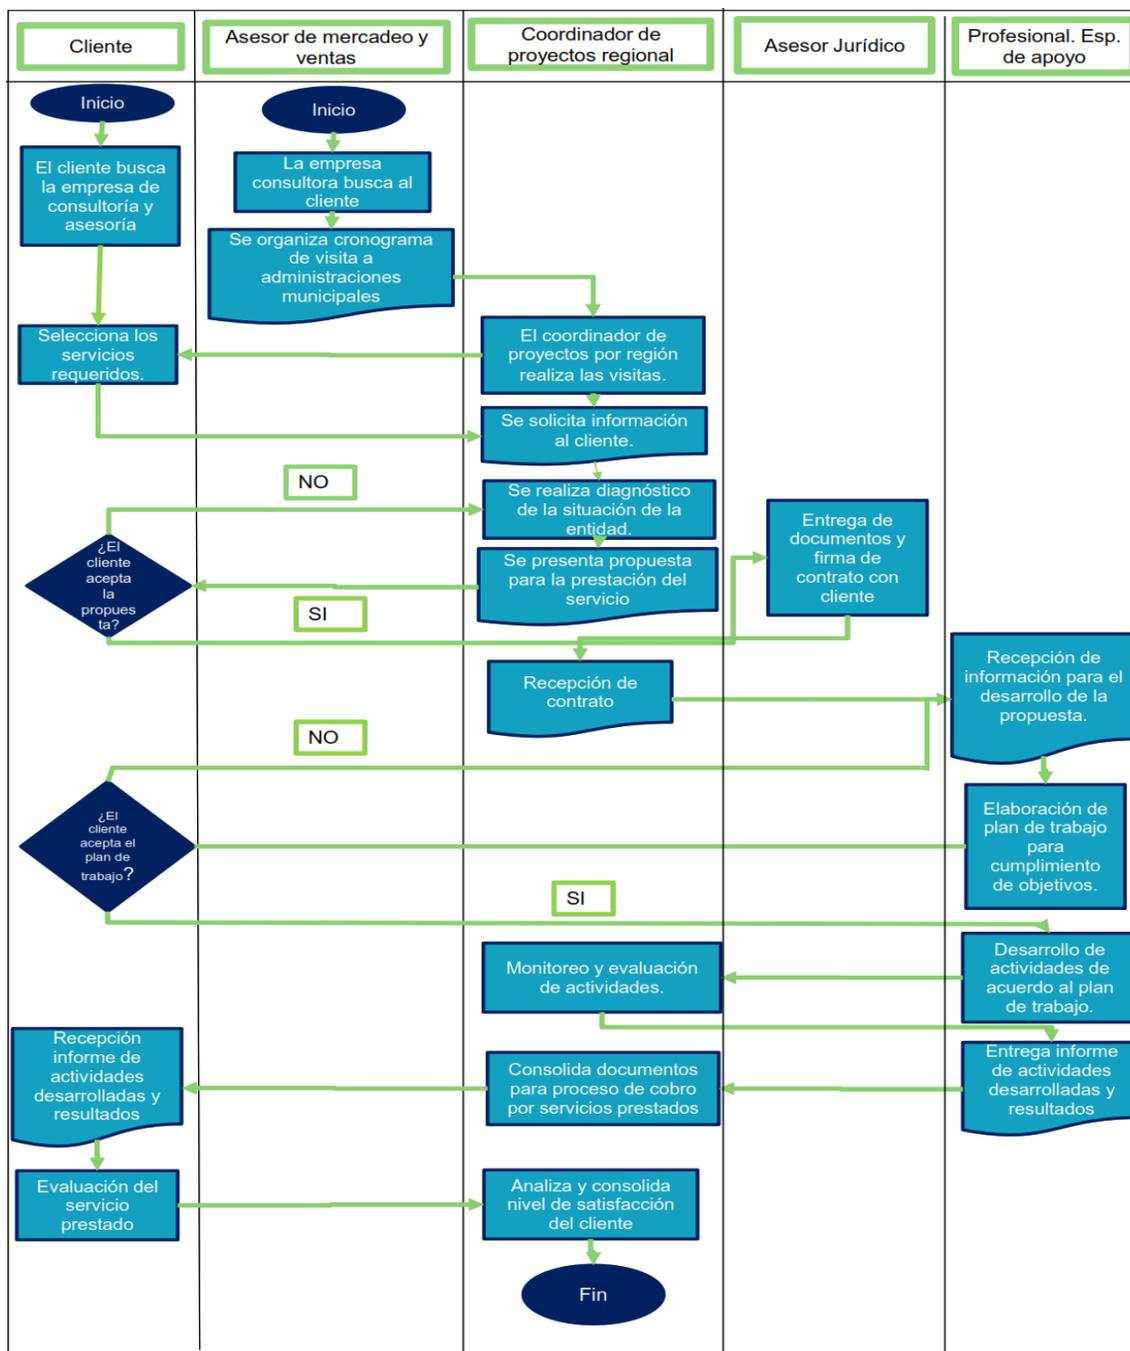 Cliente
Asesor de mercadeo y
ventas
Coordinador de
proyectos regional
Asesor Jurídico
Profesional. Esp.
de apoyo
Inicio
Inicio
El cliente busca
la empresa de
consultoría y
asesoría
La empresa
consultora busca al
cliente
Se organiza cronograma
de visita a
administraciones
municipales
Selecciona los
servicios
requeridos.
El coordinador de
proyectos por región
realiza las visitas.
Se solicita información
al cliente.
NO
Se realiza diagnóstico
de la situación de la
entidad.
Entrega de
documentos y
firma de
contrato con
cliente
¿El
cliente
acepta
la
propues
ta?
Se presenta propuesta
para la prestación del
servicio
SI
Recepción de
contrato
Recepción de
información para el
desarrollo de la
propuesta.
NO
¿El
cliente
acepta el
plan de
trabajo?
Elaboración de
plan de trabajo
para
cumplimiento
de objetivos.
SI
Monitoreo y evaluación
de actividades.
Desarrollo de
actividades de
acuerdo al plan
de trabajo.
Recepción
informe de
actividades
desarrolladas y
resultados
Consolida documentos
para proceso de cobro
por servicios prestados
Entrega informe
de actividades
desarrolladas y
resultados
Evaluación del
servicio
prestado
Analiza y consolida
nivel de satisfacción
del cliente
Fin